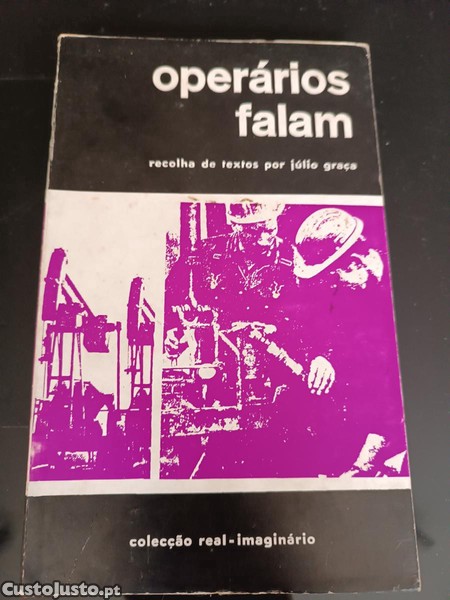 operários
falam
recolha de textos por júlio graça
colecção real-imaginário
CustoJusto.pt